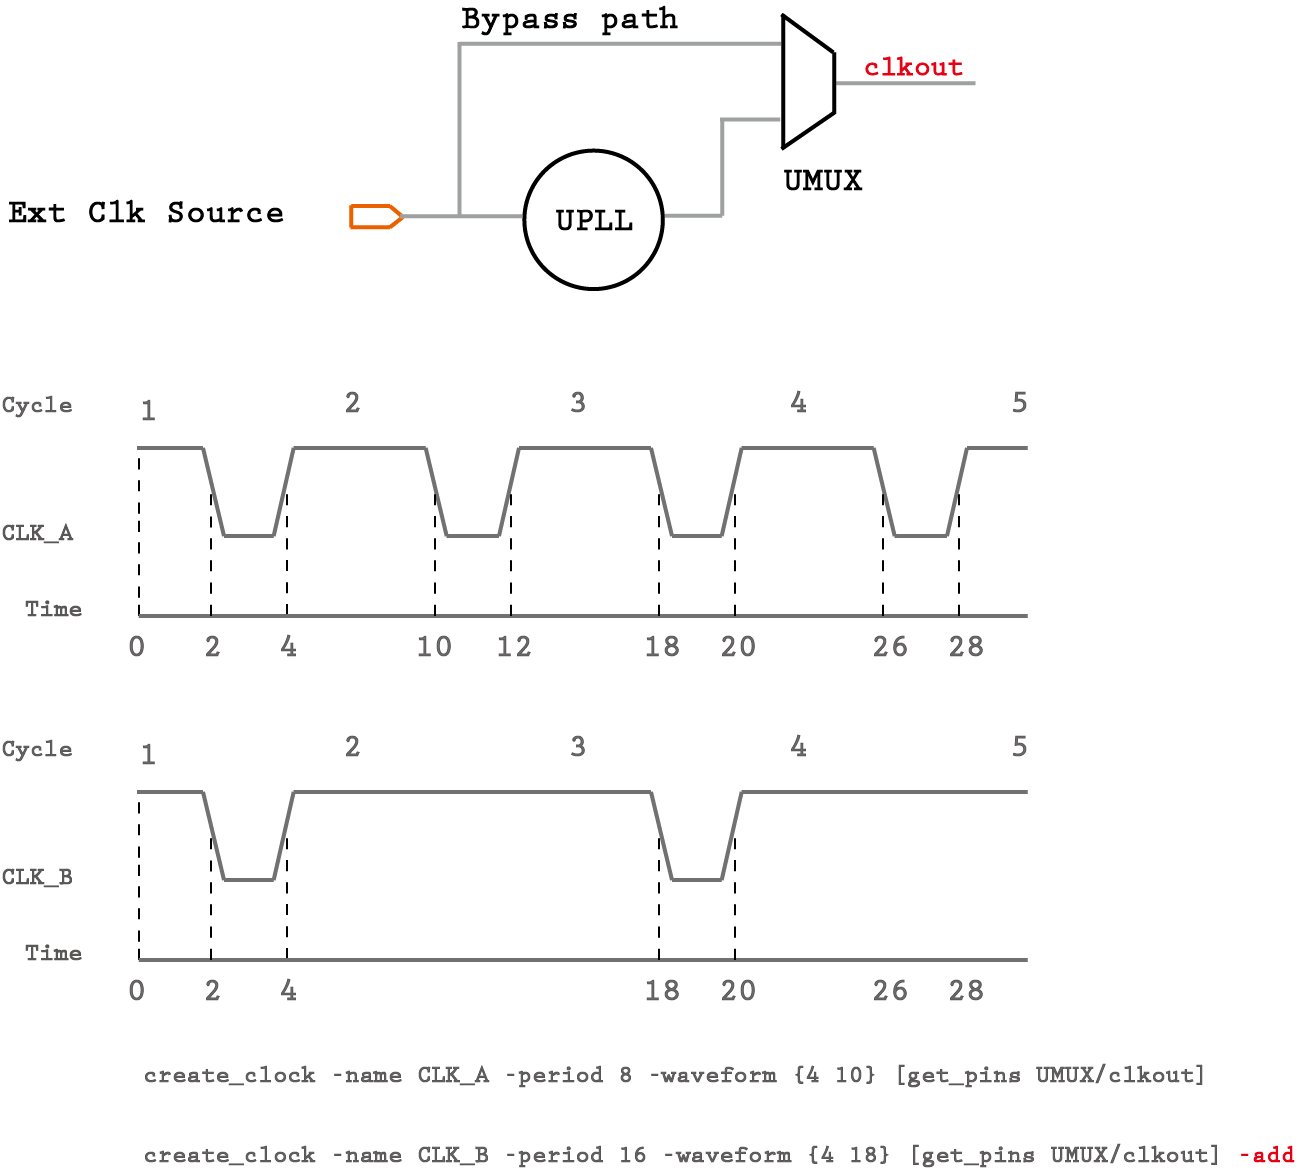 Bypass path
clkout
UMUX
Ext Clk Source
UPLL
Cycle 1 2 3 4 5
CLK_A
Time
0 2 4 10 12 18 20 26 28
Cycle 1 2 3 4 5
CLK_B
Time
0 2 4 18 20 26 28
create_clock -name CLK_A -period 8 -waveform {4 10} [get_pins UMUX/clkout]
create_clock -name CLK_B -period 16 -waveform {4 18} [get_pins UMUX/clkout] -add